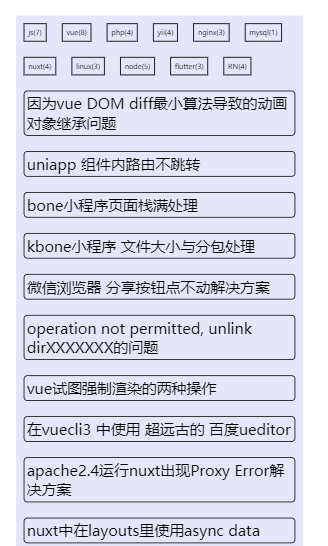 js(7) vue(8) php(4) yii(4) nginx(3) mysql(1)
nuxt(4) linux(3) node(5) flutter(3) RN(4)
因为vue DOM diff最小算法导致的动画
对象继承问题
uniapp 组件内路由不跳转
bone小程序页面栈满处理
kbone小程序 文件大小与分包处理
微信浏览器 分享按钮点不动解决方案
operation not permitted, unlink
dirXXXXXXX的问题
vue试图强制渲染的两种操作
在vuecli3 中使用 超远古的 百度ueditor
apache2.4运行nuxt出现Proxy Error解
决方案
nuxt中在layouts里使用async data